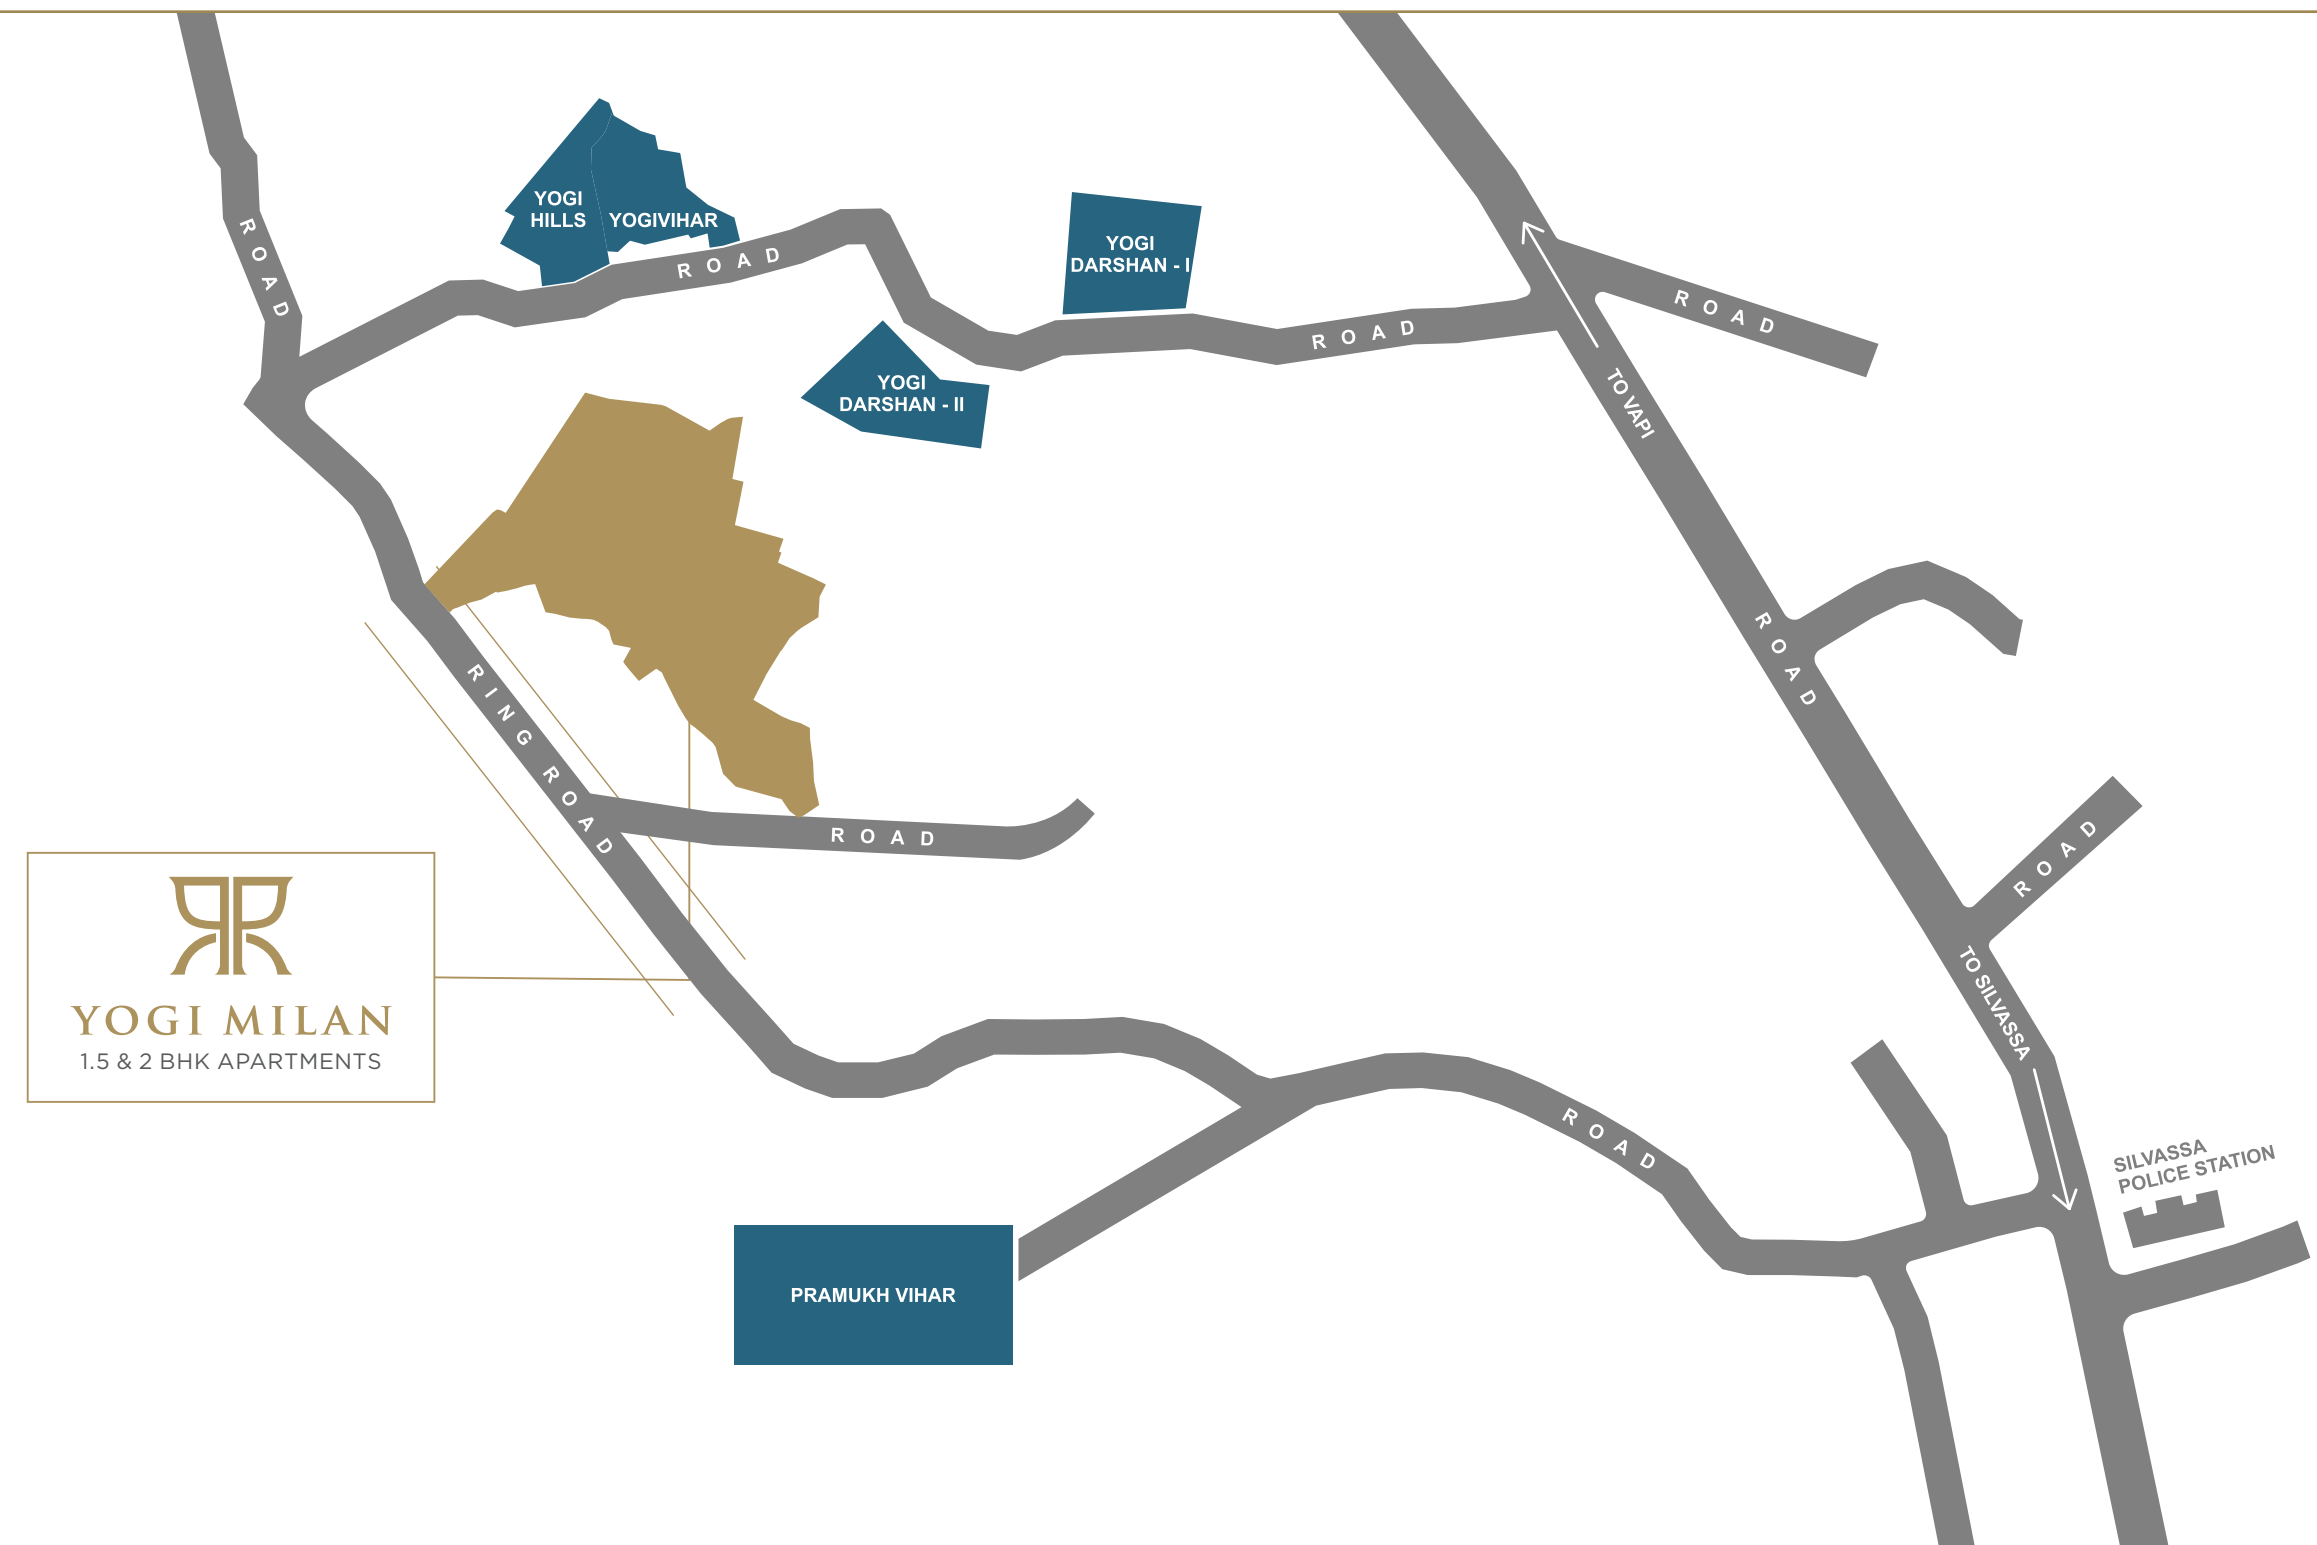 ROAD
YOGI
HILLS
YOGIVIHAR
ROAD
YOGI
DARSHAN - I
ROAD
ROAD
YOGI
DARSHAN - II
TO VAPI
RING ROAD
ROAD
ROAD
ROAD
TO SILVASSA
YOGI MILAN
1.5 & 2 BHK APARTMENTS
ROAD
SILVASSA
POLICE STATION
PRAMUKH VIHAR